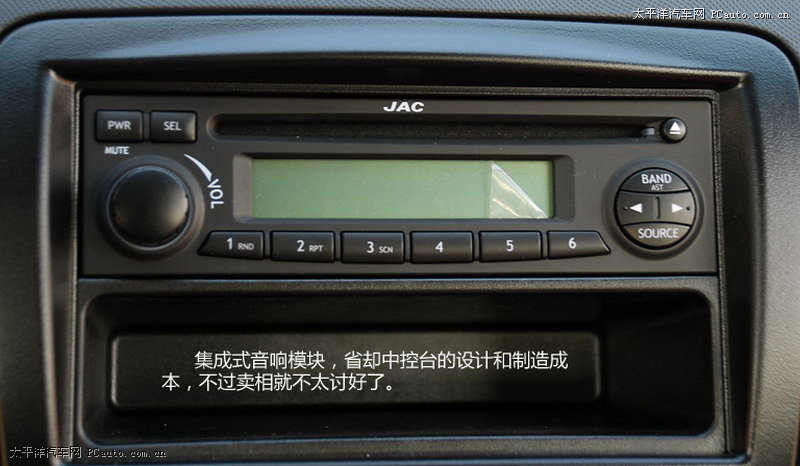 太平洋汽车网 PCauto.com.cn
JAC
PWR SEL
MUTE
VOL
BAND
AST
SOURCE
1 RND 2 RPT 3 SCN 4 5 6
集成式音响模块，省却中控台的设计和制造成
本，不过卖相就不太讨好了。
太平洋汽车网 PCauto.com.cn